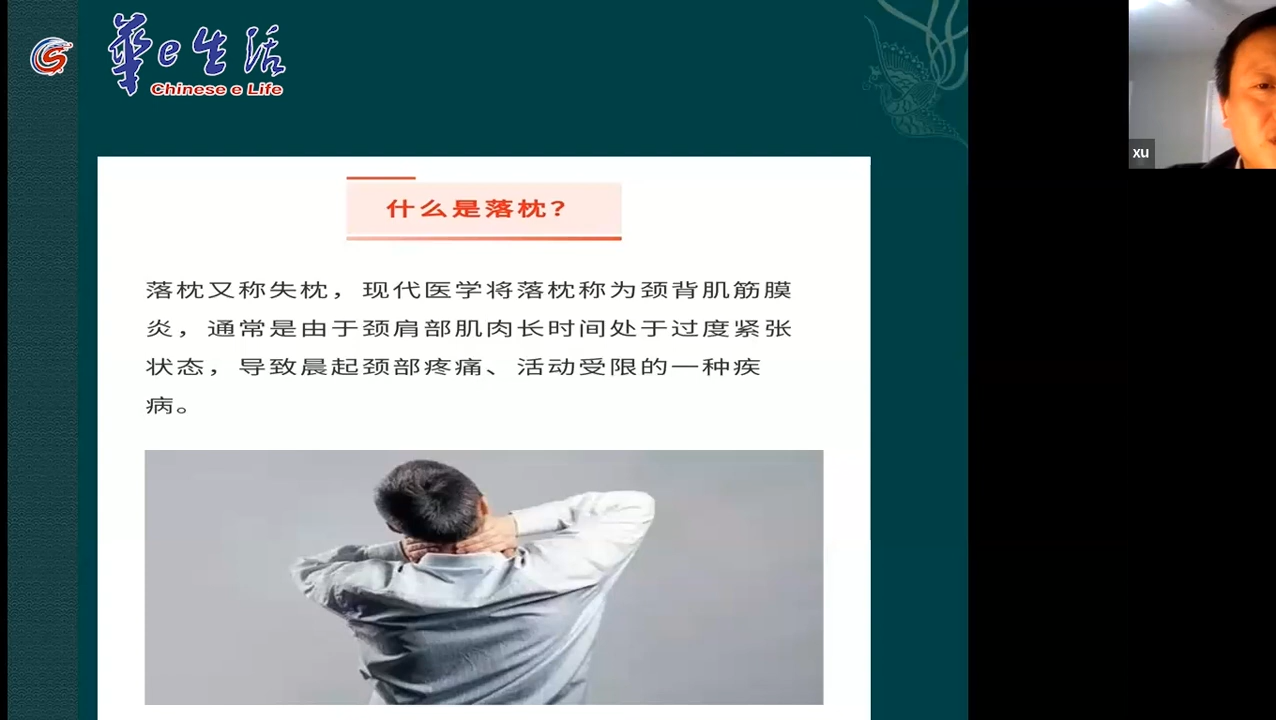 華e生活
Chinese e Life
xu
什么是落枕?
落枕又称失枕，现代医学将落枕称为颈背肌筋膜
炎，通常是由于颈肩部肌肉长时间处于过度紧张
状态，导致晨起颈部疼痛、活动受限的一种疾
病。